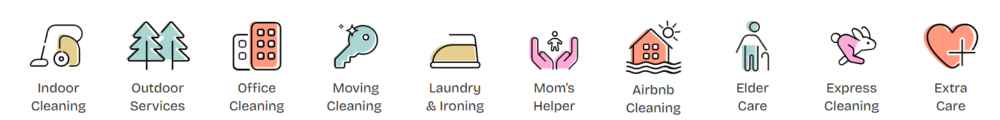 Indoor
Cleaning
Outdoor
Services
Office
Cleaning
Moving
Cleaning
Laundry
& Ironing
Mom's
Helper
Airbnb
Cleaning
Elder
Care
Express
Cleaning
Extra
Care